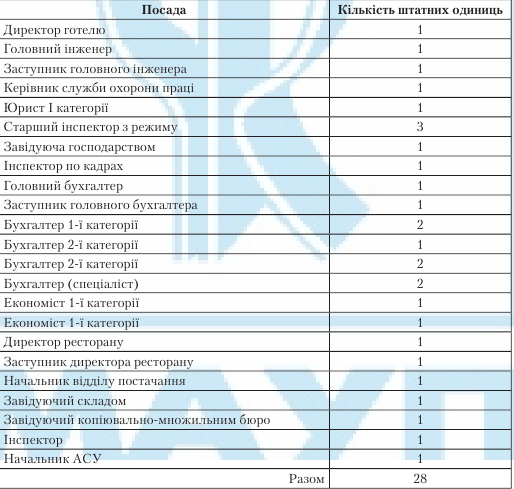 Посада Кількість штатних одиниць
Директор готелю 1
Головний інженер 1
Заступник головного інженера 1
Керівник служби охорони праці 1
Юрист I категорії 1
Старший інспектор з режиму 3
Завідуюча господарством 1
Інспектор по кадрах 1
Головний бухгалтер 1
Заступник головного бухгалтера 1
Бухгалтер 1-ї категорії 2
Бухгалтер 2-ї категорії 1
Бухгалтер 2-ї категорії 2
Бухгалтер (спеціаліст) 2
Економіст 1-ї категорії 1
Економіст 1-ї категорії 1
Директор ресторану 1
Заступник директора ресторану 1
Начальник відділу постачання 1
Завідуючий складом 1
Завідуючий копіювально-множильним бюро 1
Інспектор 1
Начальник АСУ 1
Разом 28
МАУП